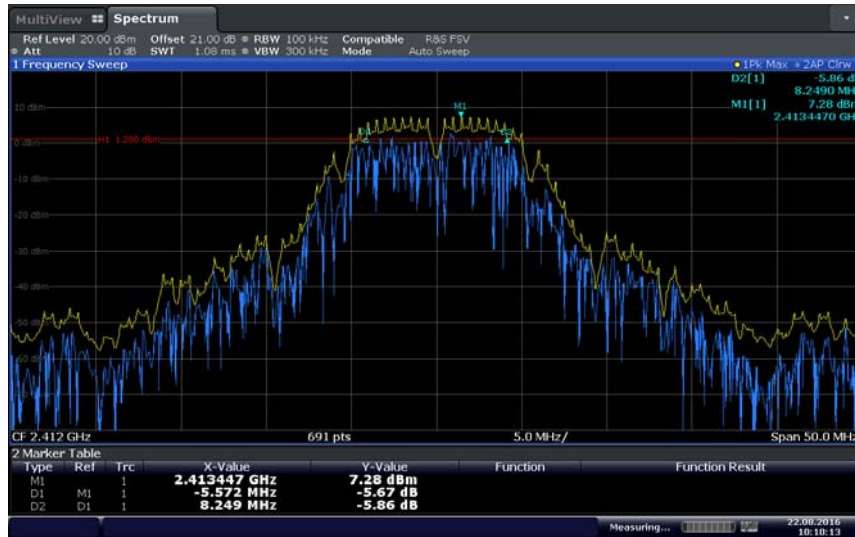 MultiView Spectrum
Ref Level 20.00 dBm Offset 21.00 dB RBW 100 kHz Compatible R&S FSV
Att 10 dB SWT 1.08 ms VBW 300 kHz Mode Auto Sweep
1 Frequency Sweep 1Pk Max 2AP Clrw
D2[1] -5.86 d
8.2490 MH
M1[1] 7.28 dBr
2.4134470 GH
10 dBm
M1
D1
0 dBm
H1 1.280 dBm
-10 dBm
-20 dBm
-30 dBm
-40 dBm
-50 dBm
-60 dBm
CF 2.412 GHz 691 pts 5.0 MHz/ Span 50.0 MHz
2 Marker Table
Type Ref Trc X-Value Y-Value Function Function Result
M1 1 2.413447 GHz 7.28 dBm
D1 M1 1 -5.572 MHz -5.67 dB
D2 D1 1 8.249 MHz -5.86 dB
Measuring... 22.08.2016
10:10:13